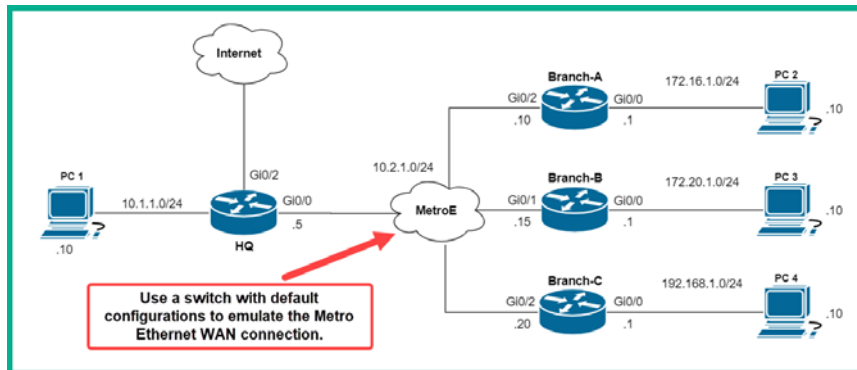 Internet
Branch-A
172.16.1.0/24
PC 2
Gi0/2
Gi0/0
.10
.10
.1
Gi0/2
10.2.1.0/24
PC 1
10.1.1.0/24
Gi0/0
.5
.10
HQ
MetroE
Branch-B
172.20.1.0/24
PC 3
Gi0/1
Gi0/0
.10
.15
.1
Use a switch with default
configurations to emulate the Metro
Ethernet WAN connection.
Branch-C
192.168.1.0/24
PC 4
Gi0/2
Gi0/0
.10
.20
.1